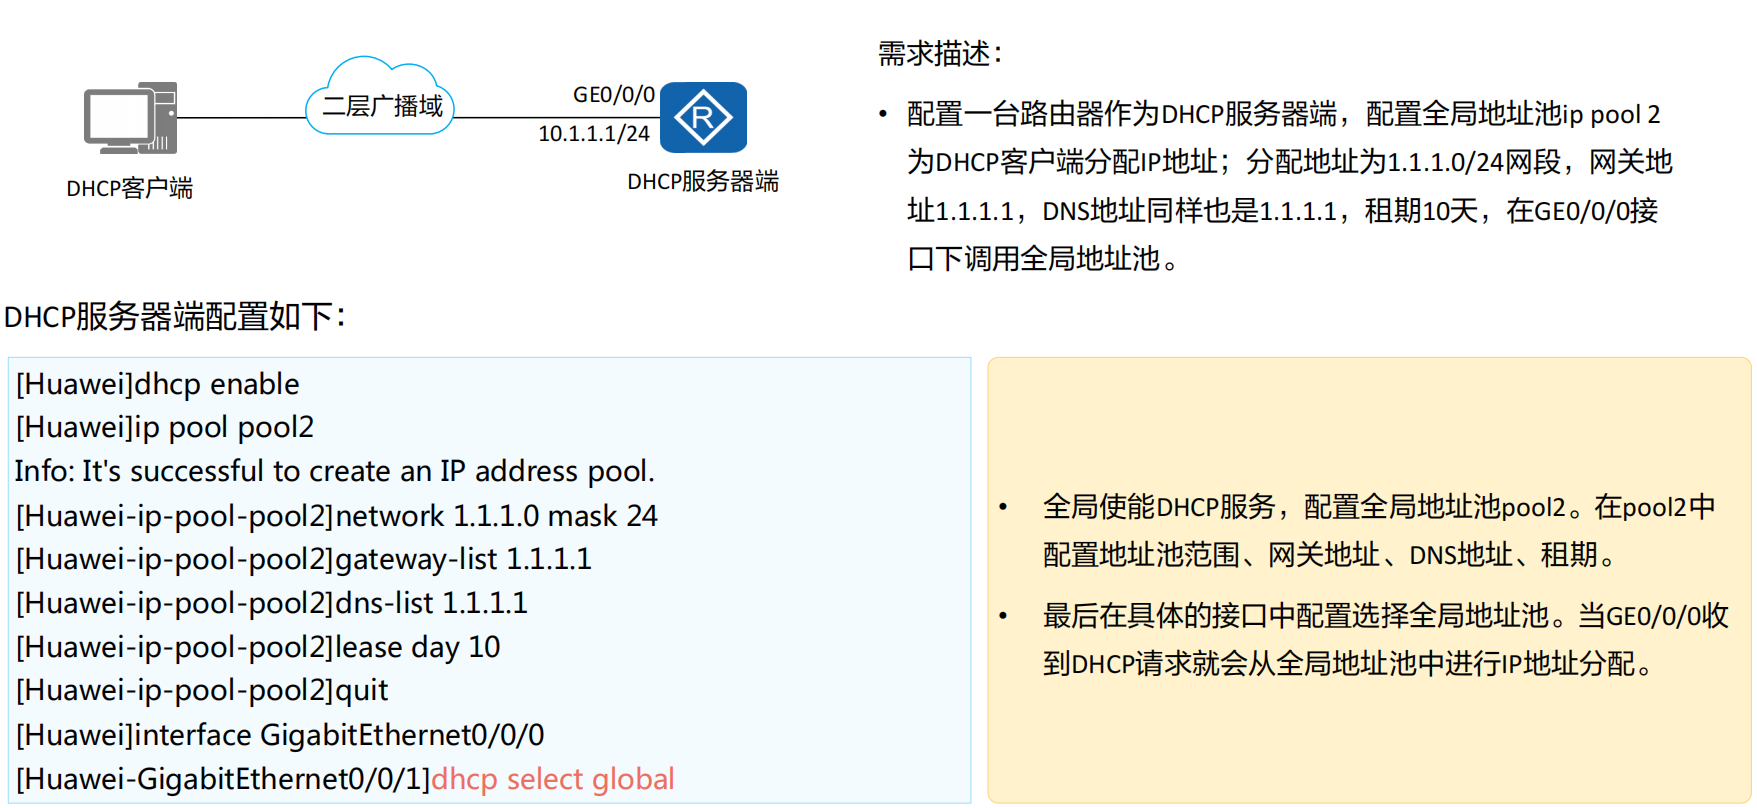 二层广播域
GE0/0/0
10.1.1.1/24
R
DHCP客户端
DHCP服务器端
需求描述：
• 配置一台路由器作为DHCP服务器端，配置全局地址池ip pool 2
为DHCP客户端分配IP地址；分配地址为1.1.1.0/24网段，网关地
址1.1.1.1，DNS地址同样也是1.1.1.1，租期10天，在GE0/0/0接
口下调用全局地址池。
DHCP服务器端配置如下：
[Huawei]dhcp enable
[Huawei]ip pool pool2
Info: It's successful to create an IP address pool.
[Huawei-ip-pool-pool2]network 1.1.1.0 mask 24
[Huawei-ip-pool-pool2]gateway-list 1.1.1.1
[Huawei-ip-pool-pool2]dns-list 1.1.1.1
[Huawei-ip-pool-pool2]lease day 10
[Huawei-ip-pool-pool2]quit
[Huawei]interface GigabitEthernet0/0/0
[Huawei-GigabitEthernet0/0/1]dhcp select global
• 全局使能DHCP服务，配置全局地址池pool2。在pool2中
配置地址池范围、网关地址、DNS地址、租期。
• 最后在具体的接口中配置选择全局地址池。当GE0/0/0收
到DHCP请求就会从全局地址池中进行IP地址分配。